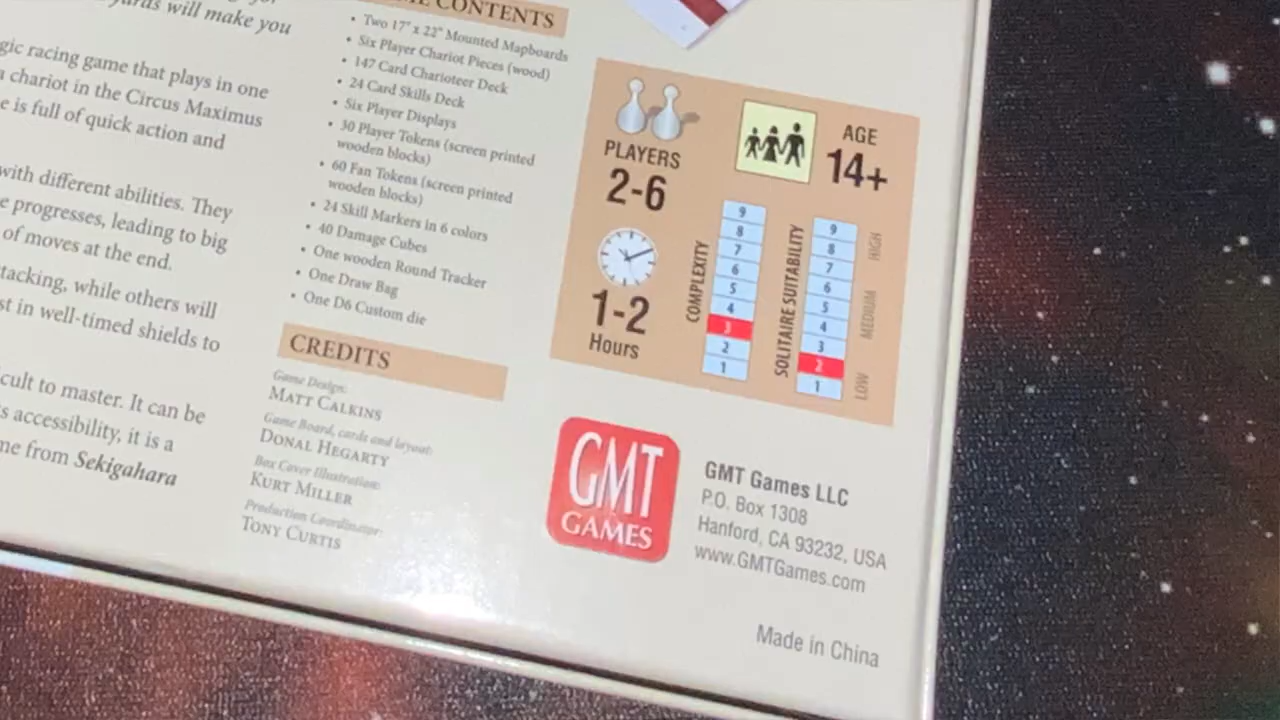 ards will make you
gic racing game that plays in one
a chariot in the Circus Maximus
e is full of quick action and
with different abilities. They
e progresses, leading to big
of moves at the end.
tacking, while others will
st in well-timed shields to
cult to master. It can be
s accessibility, it is a
me from Sekigahara
CONTENTS
• Two 17" x 22" Mounted Mapboards
• Six Player Chariot Pieces (wood)
• 147 Card Charioteer Deck
• 24 Card Skills Deck
• Six Player Displays
• 30 Player Tokens (screen printed
wooden blocks)
• 60 Fan Tokens (screen printed
wooden blocks)
• 24 Skill Markers in 6 colors
• 40 Damage Cubes
• One wooden Round Tracker
• One Draw Bag
• One D6 Custom die
CREDITS
Game Design:
MATT CALKINS
Game Board, cards and layout:
DONAL HEGARTY
Box Cover Illustration:
KURT MILLER
Production Coordinator:
TONY CURTIS
PLAYERS
2-6
AGE
14+
1-2
Hours
COMPLEXITY
9
8
7
6
5
4
3
2
1
SOLITAIRE SUITABILITY
9
8
7
6
5
4
3
2
1
HIGH
MEDIUM
LOW
GMT
GAMES
GMT Games LLC
P.O. Box 1308
Hanford, CA 93232, USA
www.GMTGames.com
Made in China